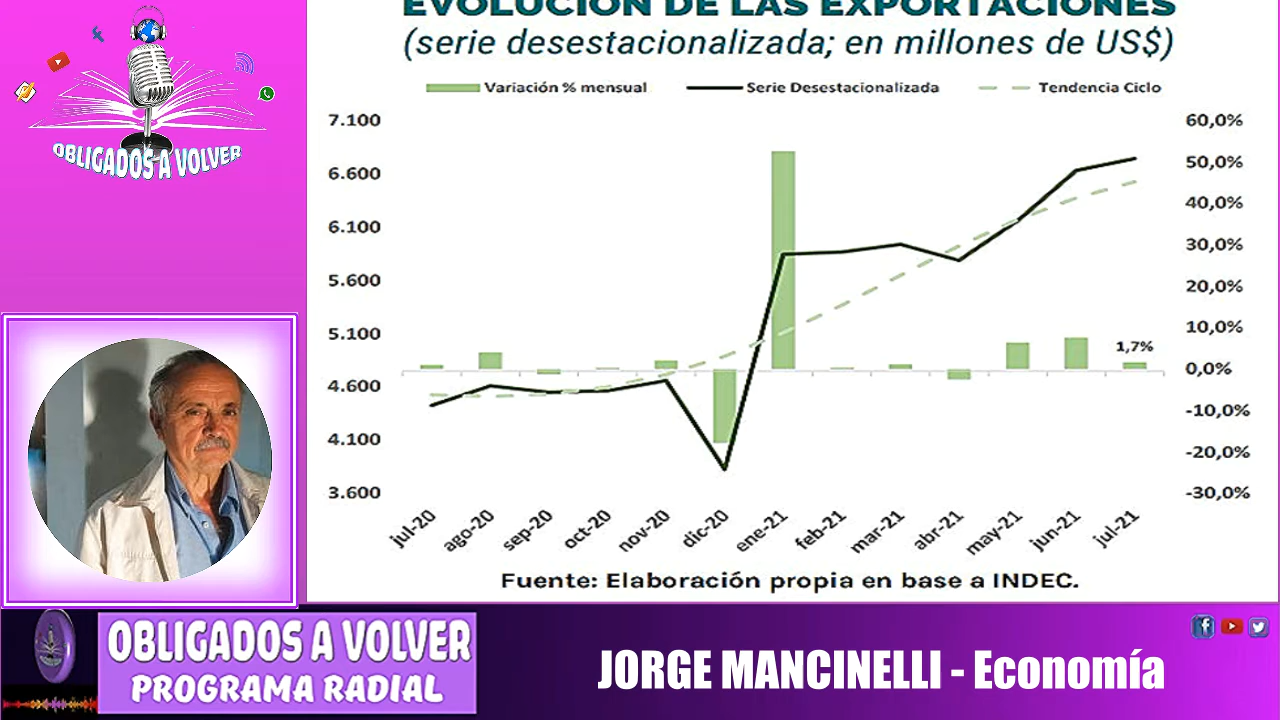 OBLIGADOS A VOLVER
EVOLUCIÓN DE LAS EXPORTACIONES
(serie desestacionalizada; en millones de US$)
Variación % mensual
Serie Desestacionalizada
Tendencia Ciclo
7.100
6.600
6.100
5.600
5.100
4.600
4.100
3.600
60,0%
50,0%
40,0%
30,0%
20,0%
10,0%
0,0%
-10,0%
-20,0%
-30,0%
1,7%
jul-20
ago-20
sep-20
oct-20
nov-20
dic-20
ene-21
feb-21
mar-21
abr-21
may-21
jun-21
jul-21
Fuente: Elaboración propia en base a INDEC.
OBLIGADOS A VOLVER
PROGRAMA RADIAL
JORGE MANCINELLI - Economía